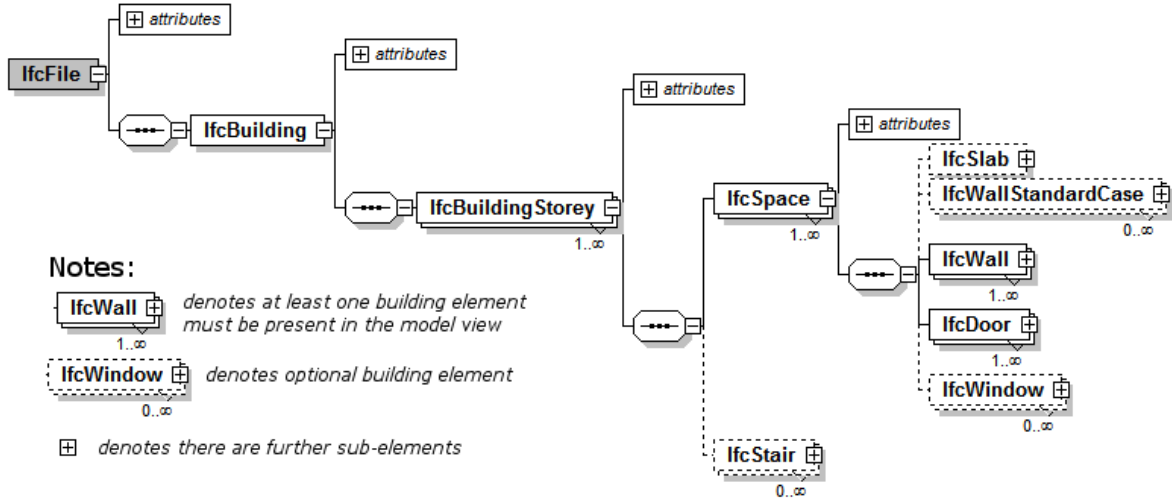 attributes
IfcFile
attributes
IfcBuilding
attributes
IfcBuildingStorey
1..∞
attributes
IfcSpace
1..∞
IfcSlab
IfcWallStandardCase
0..∞
IfcWall
1..∞
IfcDoor
1..∞
IfcWindow
0..∞
IfcStair
0..∞
Notes:
IfcWall
1..∞
denotes at least one building element
must be present in the model view
IfcWindow
0..∞
denotes optional building element
denotes there are further sub-elements